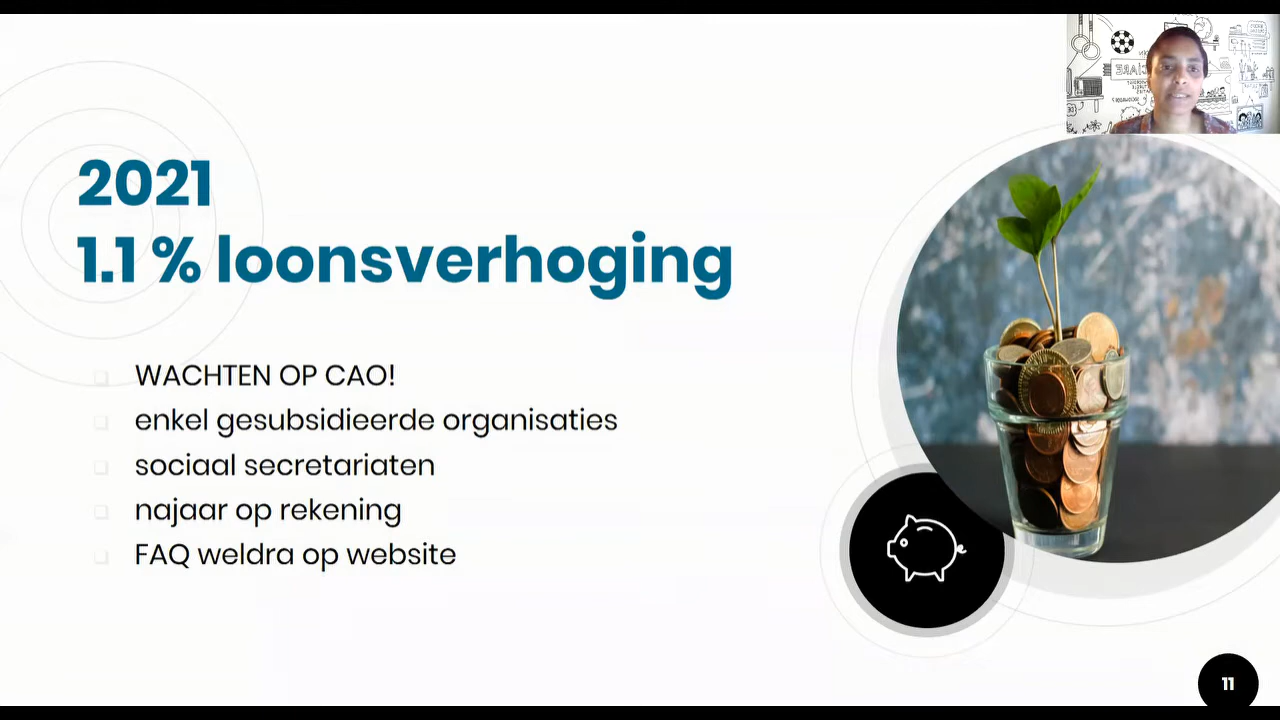 2021
1.1 % loonsverhoging
WACHTEN OP CAO!
enkel gesubsidieerde organisaties
sociaal secretariaten
najaar op rekening
FAQ weldra op website
11